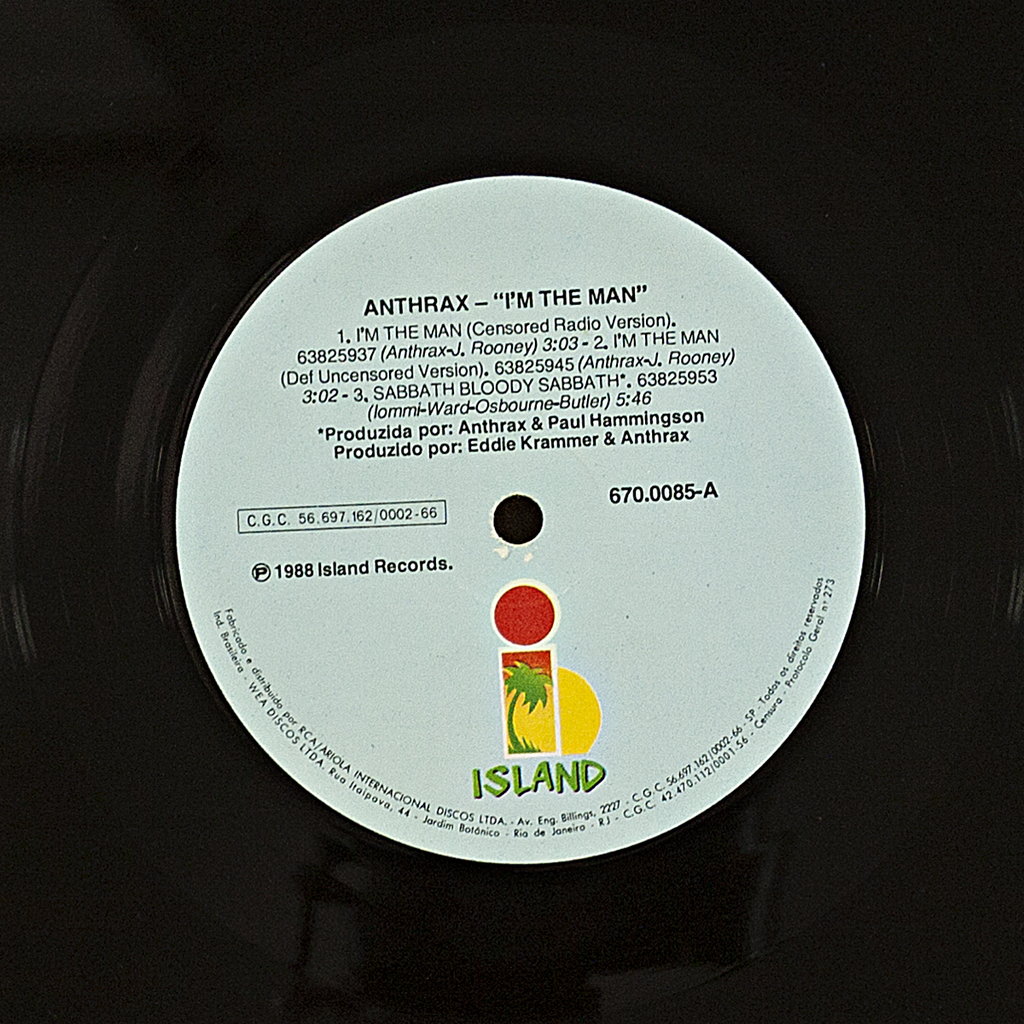 ANTHRAX – “I'M THE MAN”
1. I'M THE MAN (Censored Radio Version).
63825937 (Anthrax-J. Rooney) 3:03 - 2. I'M THE MAN
(Def Uncensored Version). 63825945 (Anthrax-J. Rooney)
3:02 - 3. SABBATH BLOODY SABBATH*. 63825953
(Iommi-Ward-Osbourne-Butler) 5:46
*Produzida por: Anthrax & Paul Hammingson
Produzido por: Eddie Krammer & Anthrax
670.0085-A
C.G.C. 56.697.162/0002-66
℗ 1988 Island Records.
ISLAND
Fabricado e distribuido por RCA/ARIOLA INTERNACIONAL DISCOS LTDA. - Av. Eng. Billings, 2227 - C.G.C. 56.697.162/0002-66 - SP - Todos os direitos reservados
Ind. Brasileira - WEA DISCOS LTDA. Rua Itaipava, 44 - Jardim Botânico - Rio de Janeiro - RJ - C.G.C. 42.470.112/0001-56 - Censura - Protocolo Geral nº 273